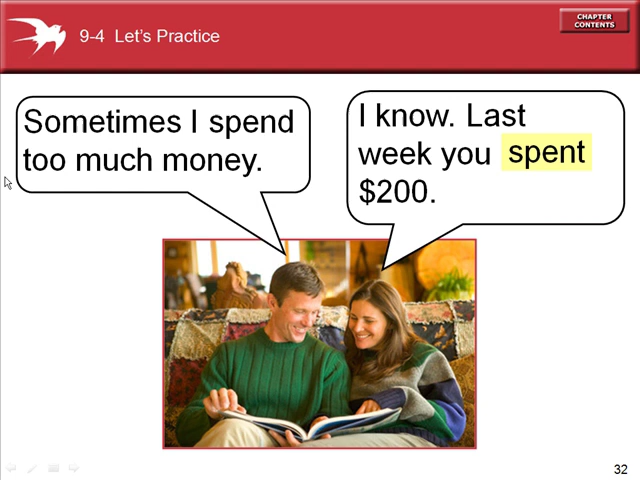 9-4 Let's Practice
CHAPTER
CONTENTS
Sometimes I spend
too much money.
I know. Last
week you spent
$200.
32